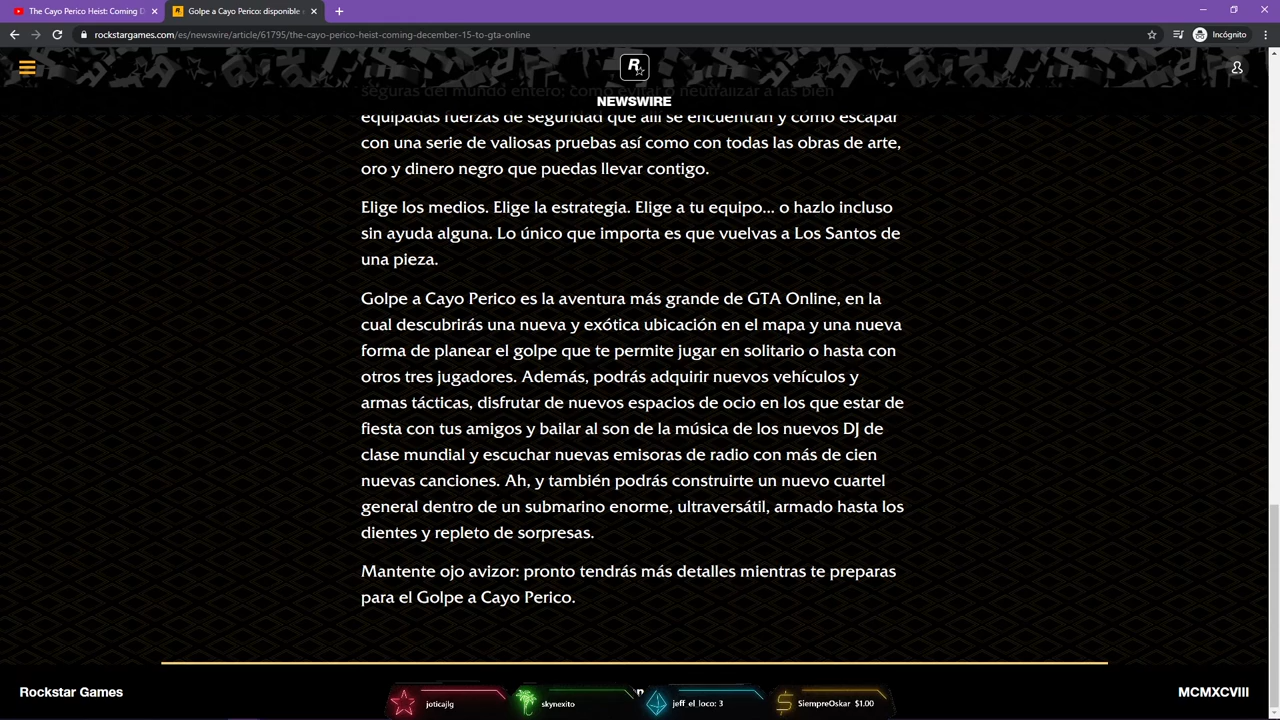 The Cayo Perico Heist: Coming D
Golpe a Cayo Perico: disponible
rockstargames.com/es/newswire/article/61795/the-cayo-perico-heist-coming-december-15-to-gta-online
Incógnito
R
NEWSWIRE
seguras del mundo entero; cómo evitar o neutralizar a las bien
equipadas fuerzas de seguridad que allí se encuentran y cómo escapar
con una serie de valiosas pruebas así como con todas las obras de arte,
oro y dinero negro que puedas llevar contigo.
Elige los medios. Elige la estrategia. Elige a tu equipo... o hazlo incluso
sin ayuda alguna. Lo único que importa es que vuelvas a Los Santos de
una pieza.
Golpe a Cayo Perico es la aventura más grande de GTA Online, en la
cual descubrirás una nueva y exótica ubicación en el mapa y una nueva
forma de planear el golpe que te permite jugar en solitario o hasta con
otros tres jugadores. Además, podrás adquirir nuevos vehículos y
armas tácticas, disfrutar de nuevos espacios de ocio en los que estar de
fiesta con tus amigos y bailar al son de la música de los nuevos DJ de
clase mundial y escuchar nuevas emisoras de radio con más de cien
nuevas canciones. Ah, y también podrás construirte un nuevo cuartel
general dentro de un submarino enorme, ultraversátil, armado hasta los
dientes y repleto de sorpresas.
Mantente ojo avizor: pronto tendrás más detalles mientras te preparas
para el Golpe a Cayo Perico.
Rockstar Games
MCMXCVIII
joticajlg
skynexito
jeff_el_loco: 3
SiempreOskar $1.00